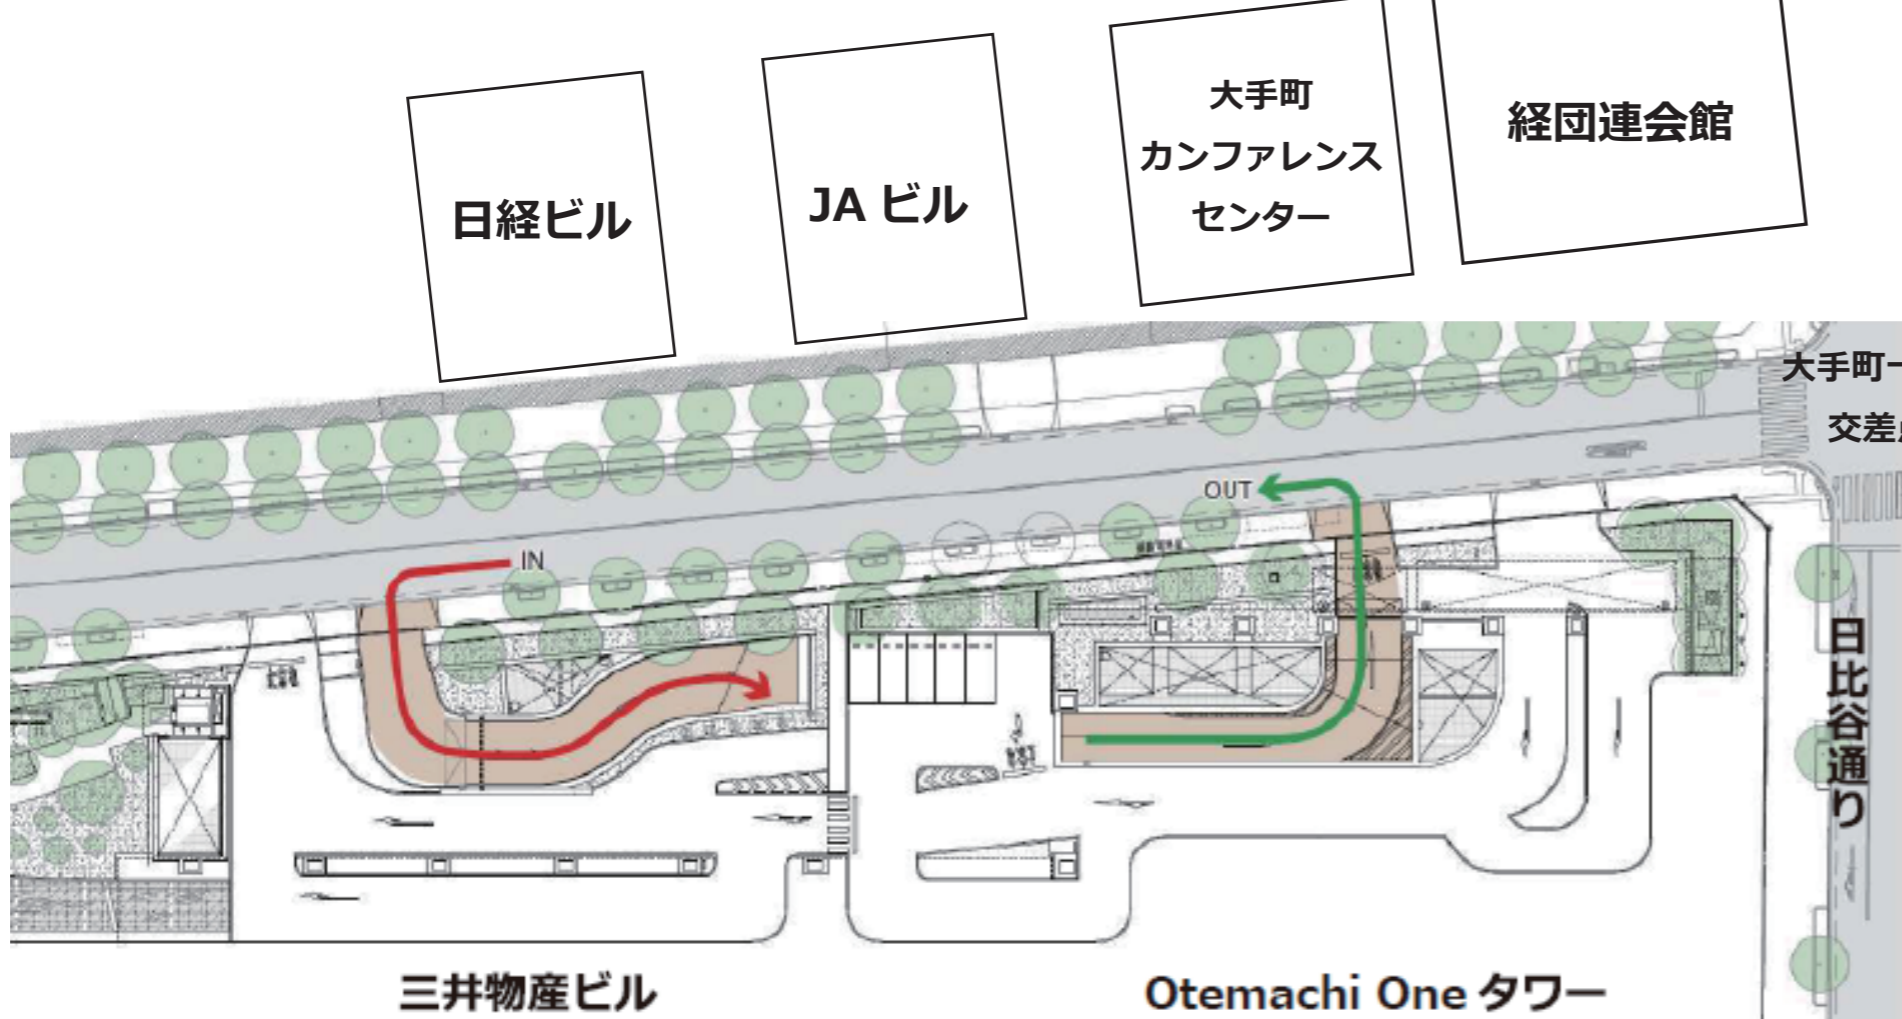 経団連会館
大手町
カンファレンス
センター
JA ビル
日経ビル
大手町一
交差点
OUT
IN
日比谷通り
三井物産ビル
Otemachi One タワー